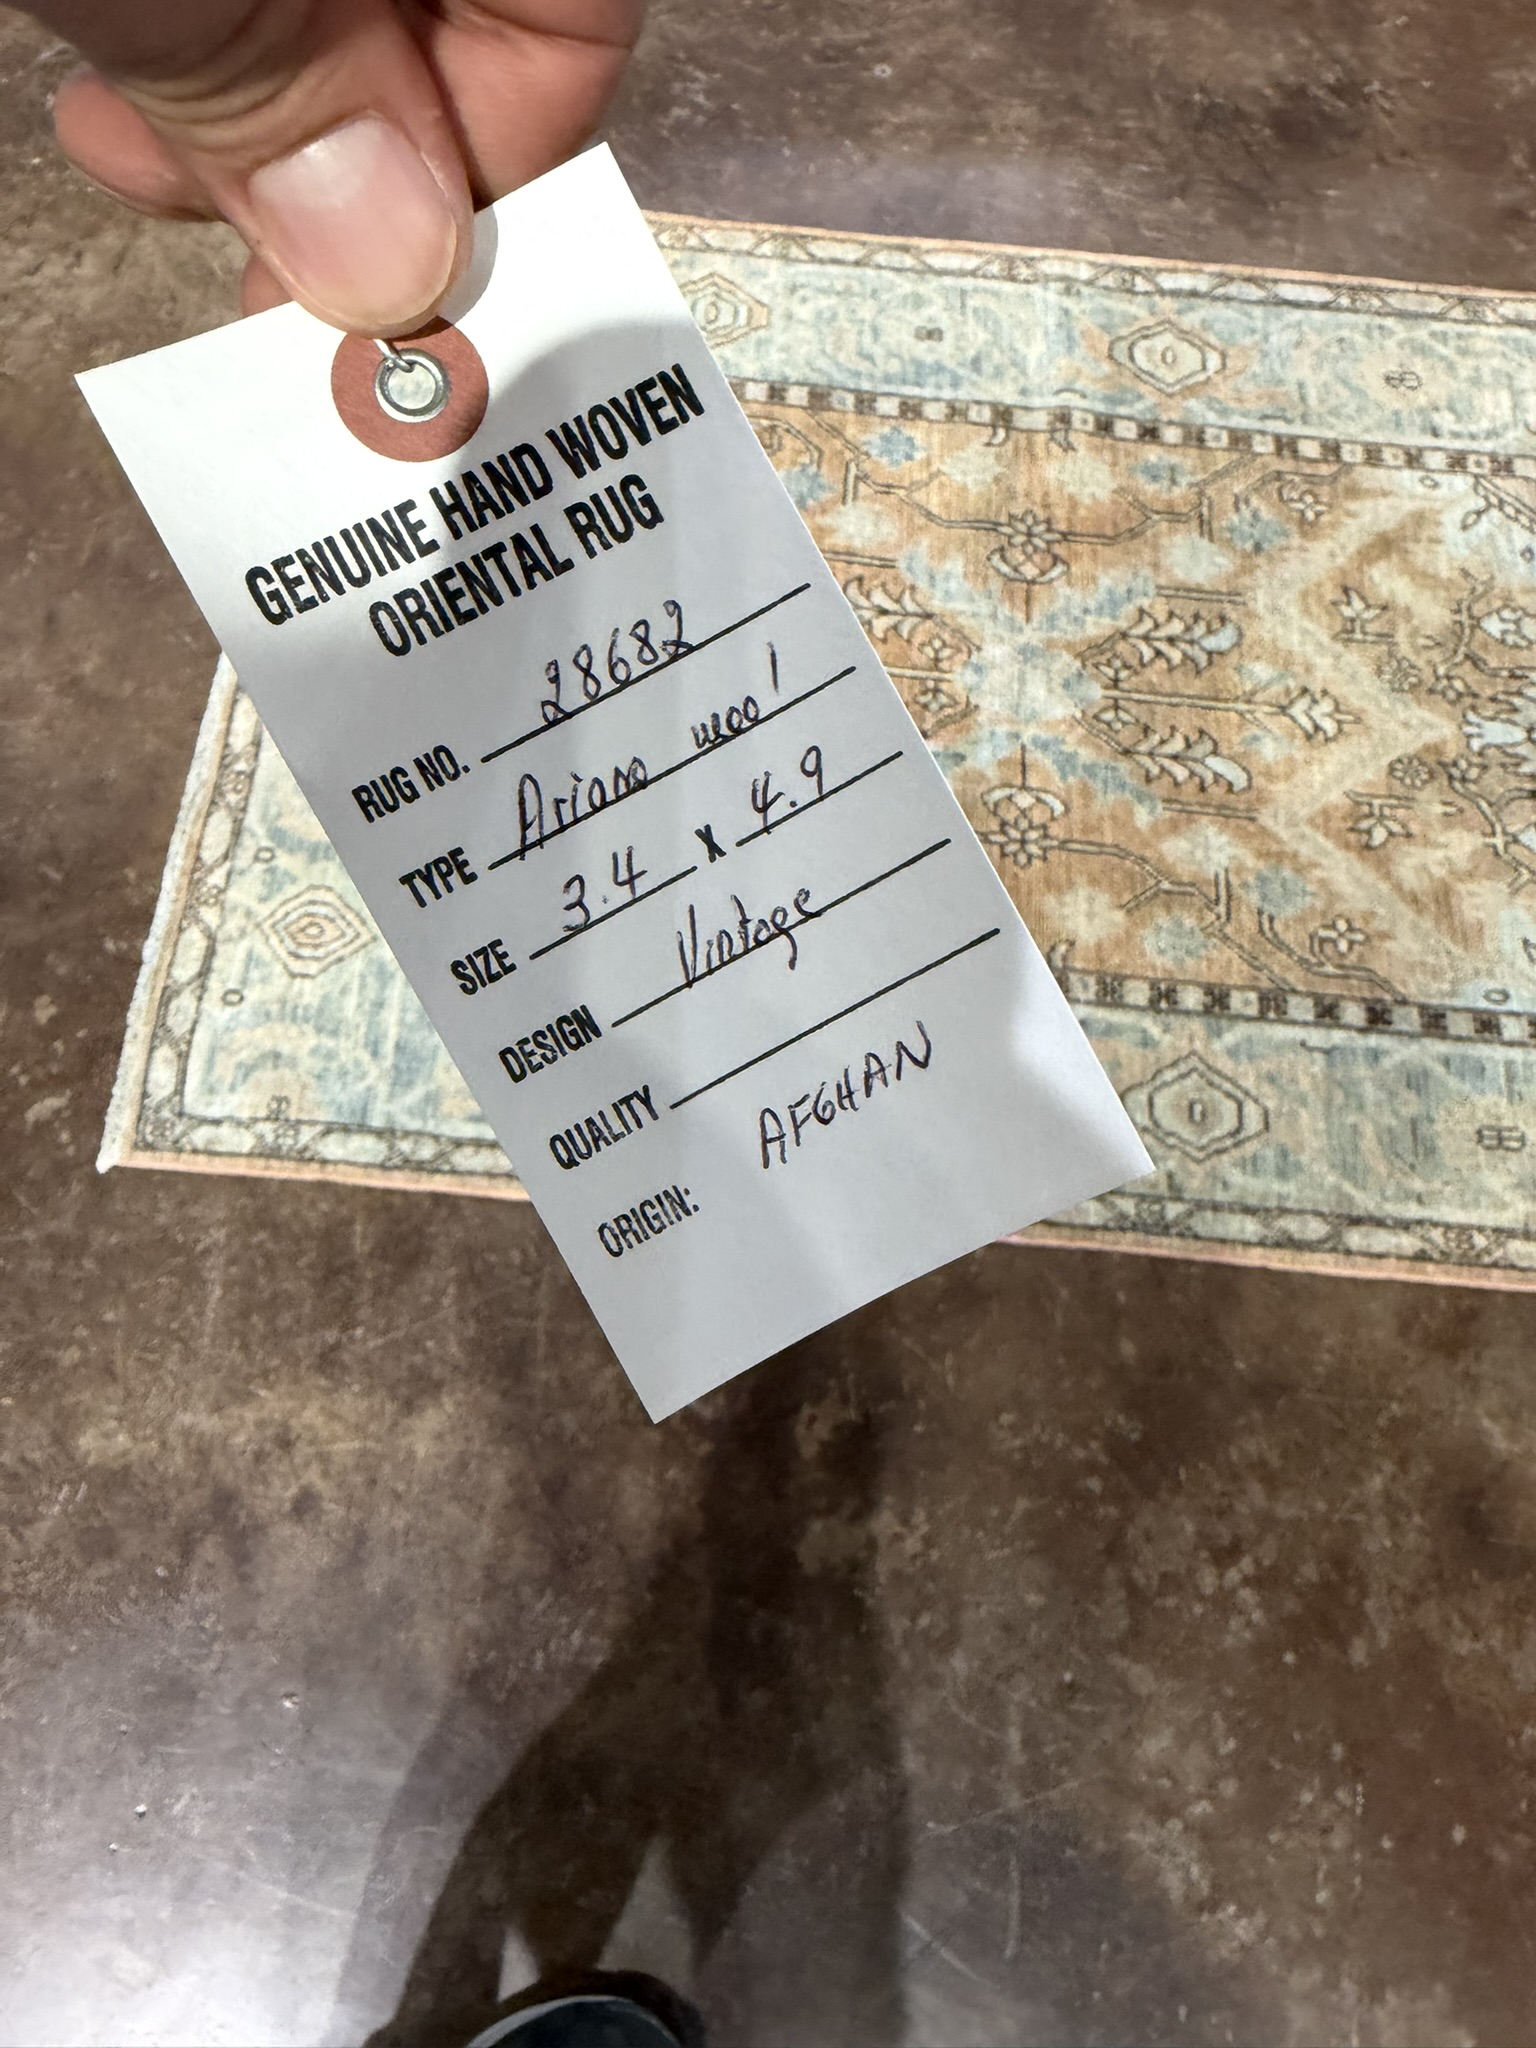 GENUINE HAND WOVEN
ORIENTAL RUG
RUG NO. 28682
TYPE Ariana wool
SIZE 3.4 X 4.9
DESIGN Vintage
QUALITY
ORIGIN: AFGHAN